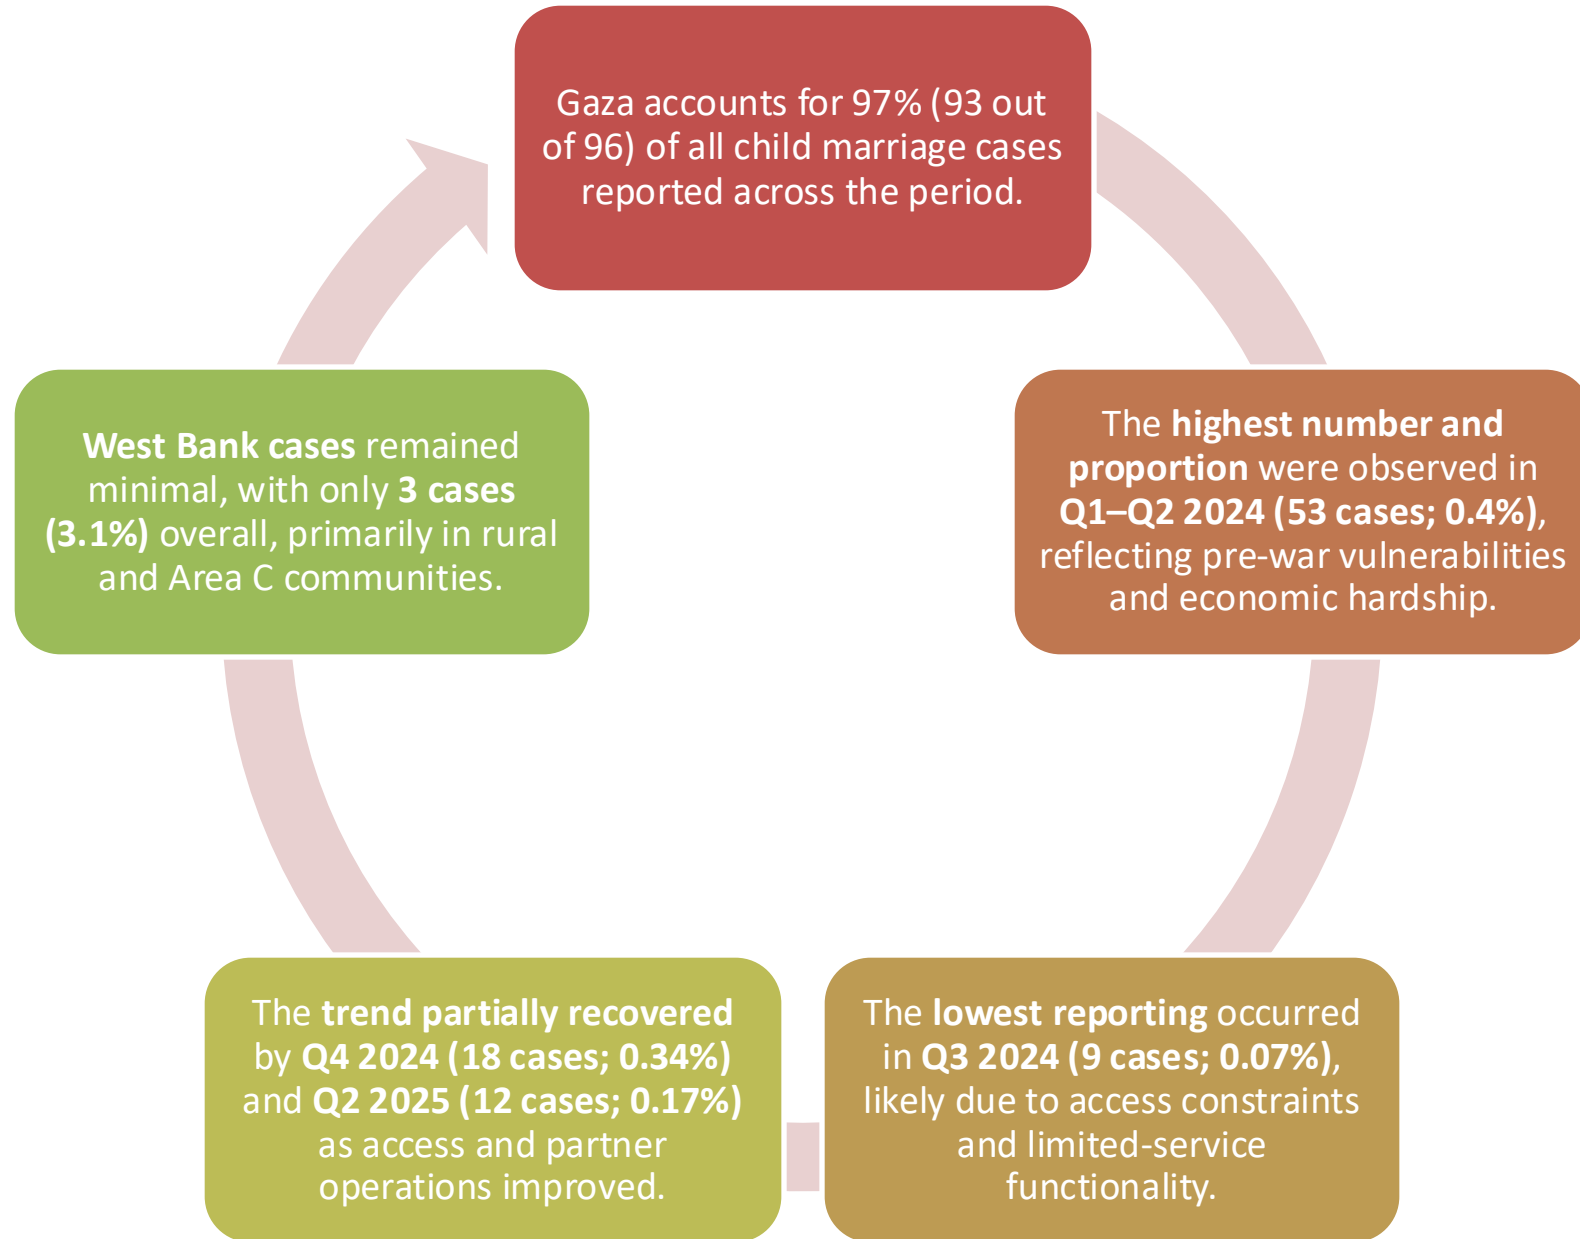 Gaza accounts for 97% (93 out
of 96) of all child marriage cases
reported across the period.
The highest number and
proportion were observed in
Q1–Q2 2024 (53 cases; 0.4%),
reflecting pre-war vulnerabilities
and economic hardship.
The lowest reporting occurred
in Q3 2024 (9 cases; 0.07%),
likely due to access constraints
and limited-service
functionality.
The trend partially recovered
by Q4 2024 (18 cases; 0.34%)
and Q2 2025 (12 cases; 0.17%)
as access and partner
operations improved.
West Bank cases remained
minimal, with only 3 cases
(3.1%) overall, primarily in rural
and Area C communities.